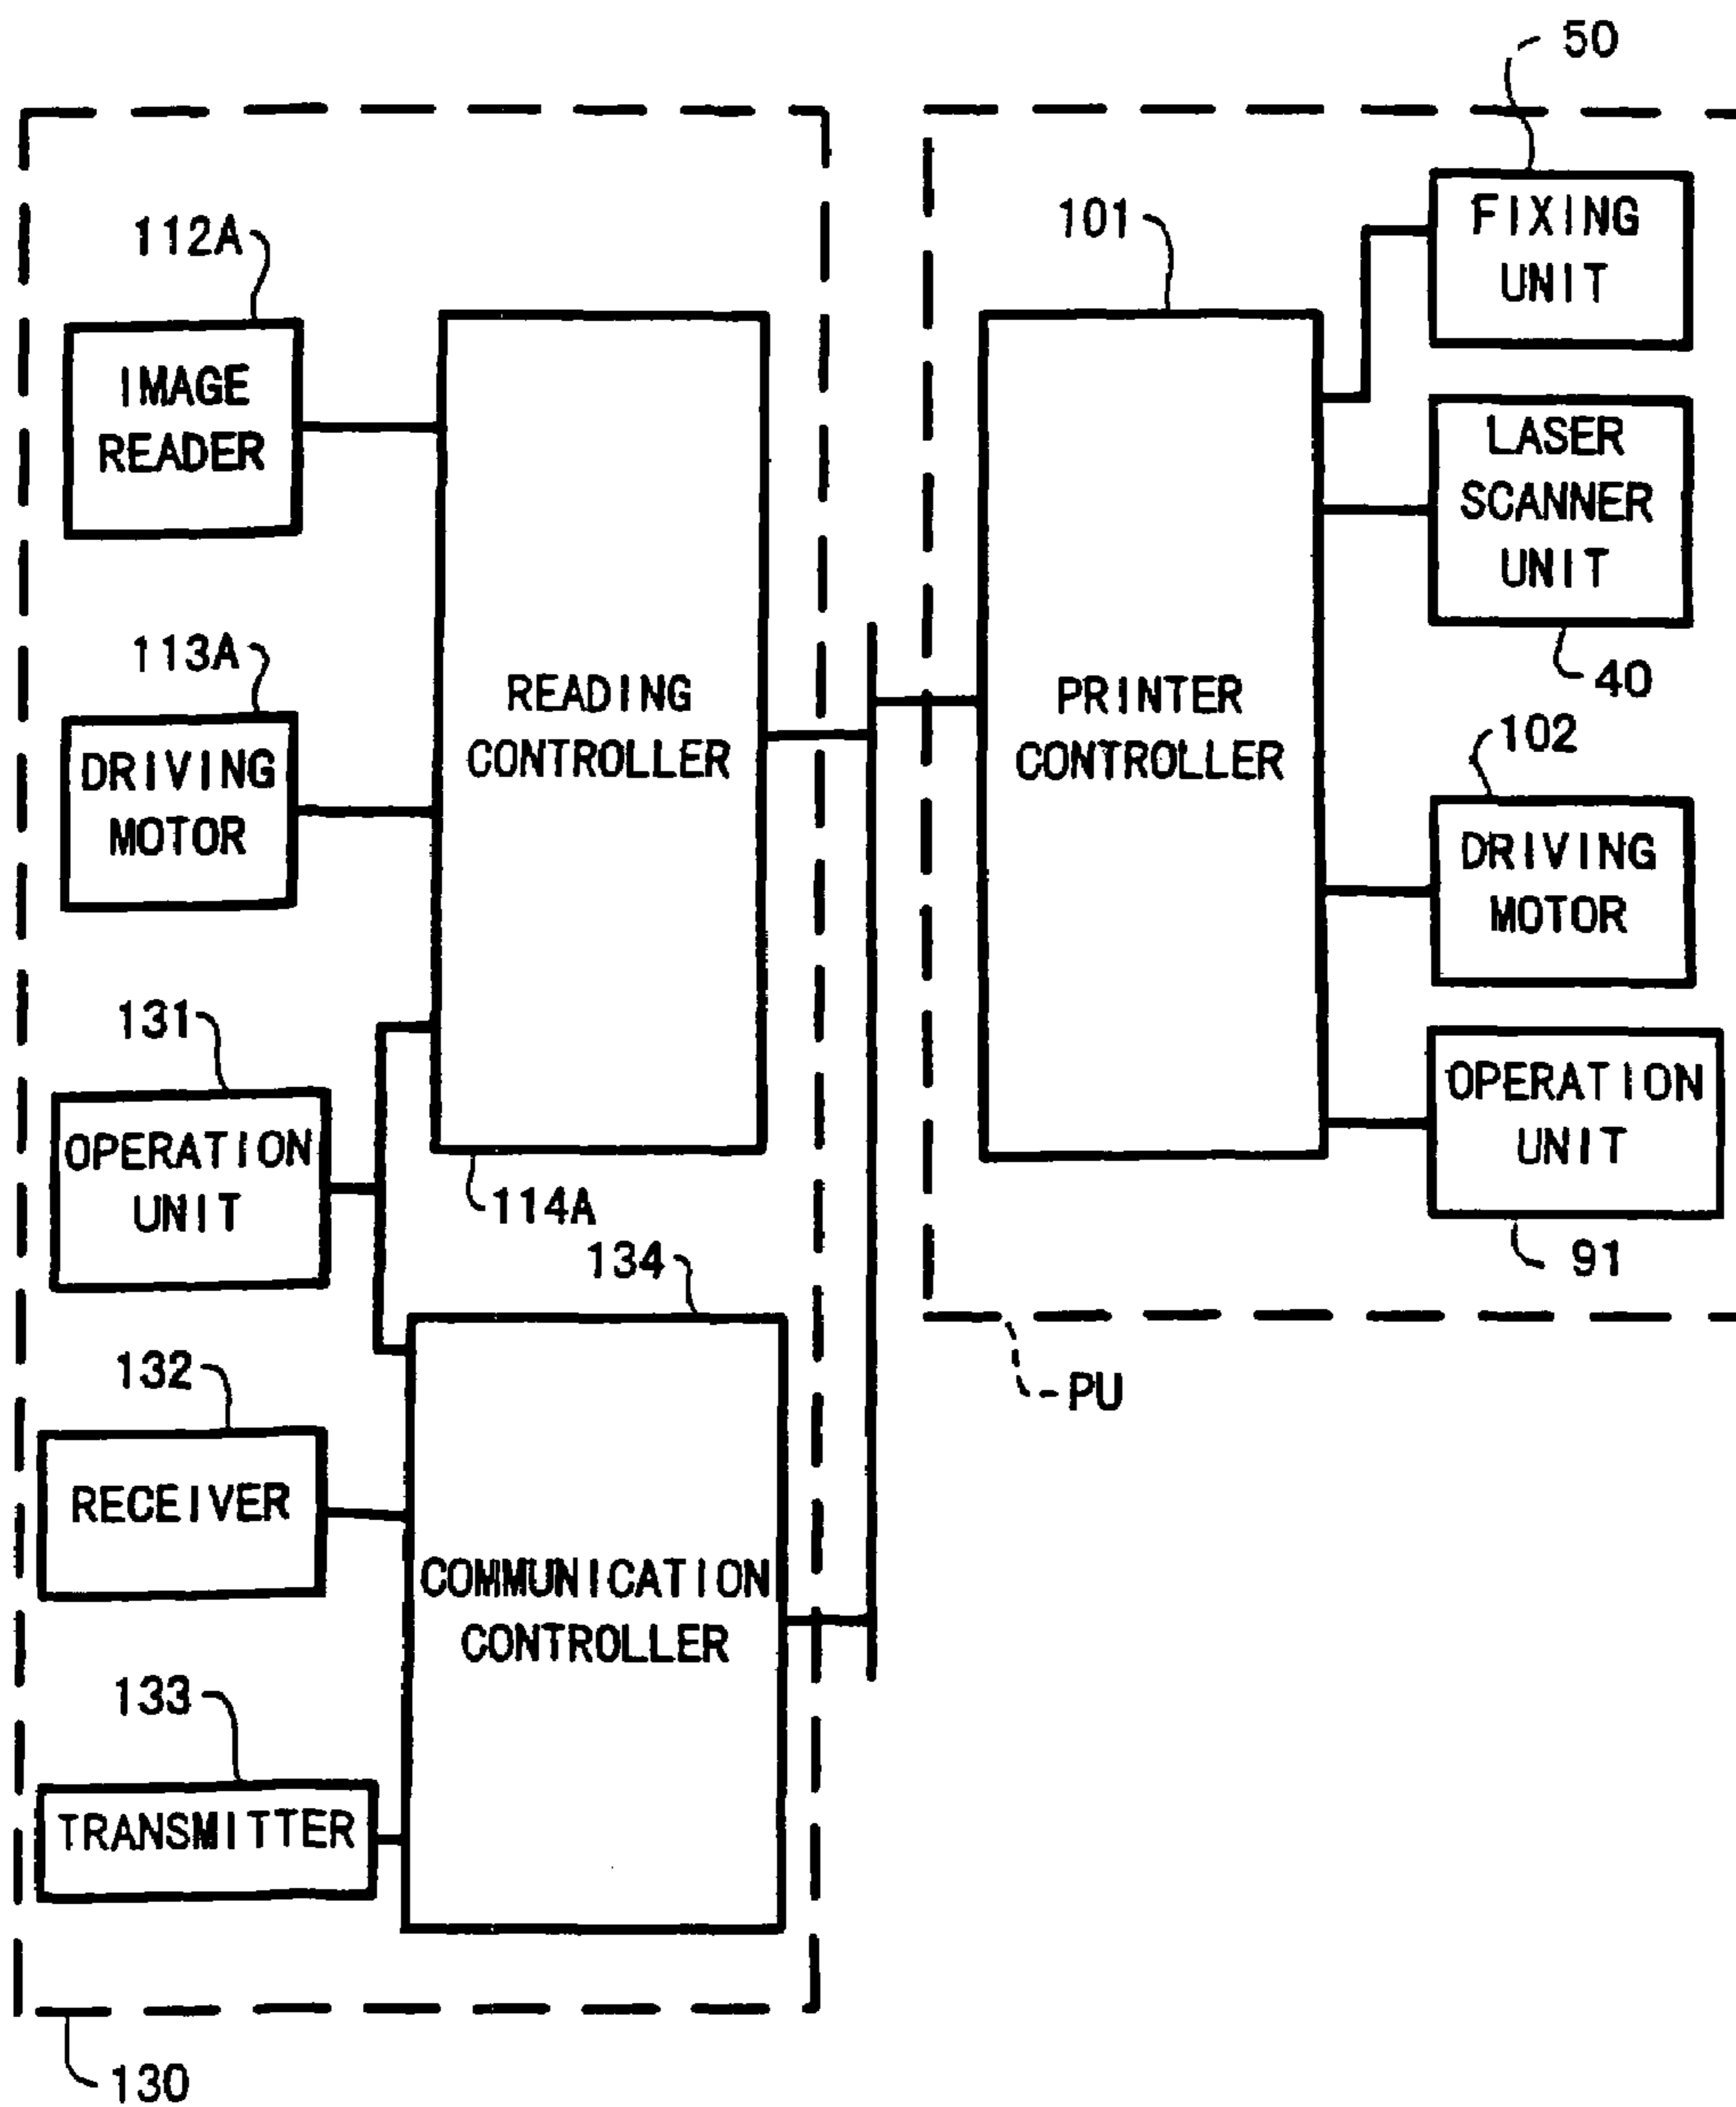 50
112A
101
FIXING
UNIT
IMAGE
READER
LASER
SCANNER
UNIT
40
113A
READING
CONTROLLER
PRINTER
CONTROLLER
102
DRIVING
MOTOR
DRIVING
MOTOR
131
OPERATION
UNIT
OPERATION
UNIT
114A
91
134
132
PU
RECEIVER
COMMUNICATION
CONTROLLER
133
TRANSMITTER
130